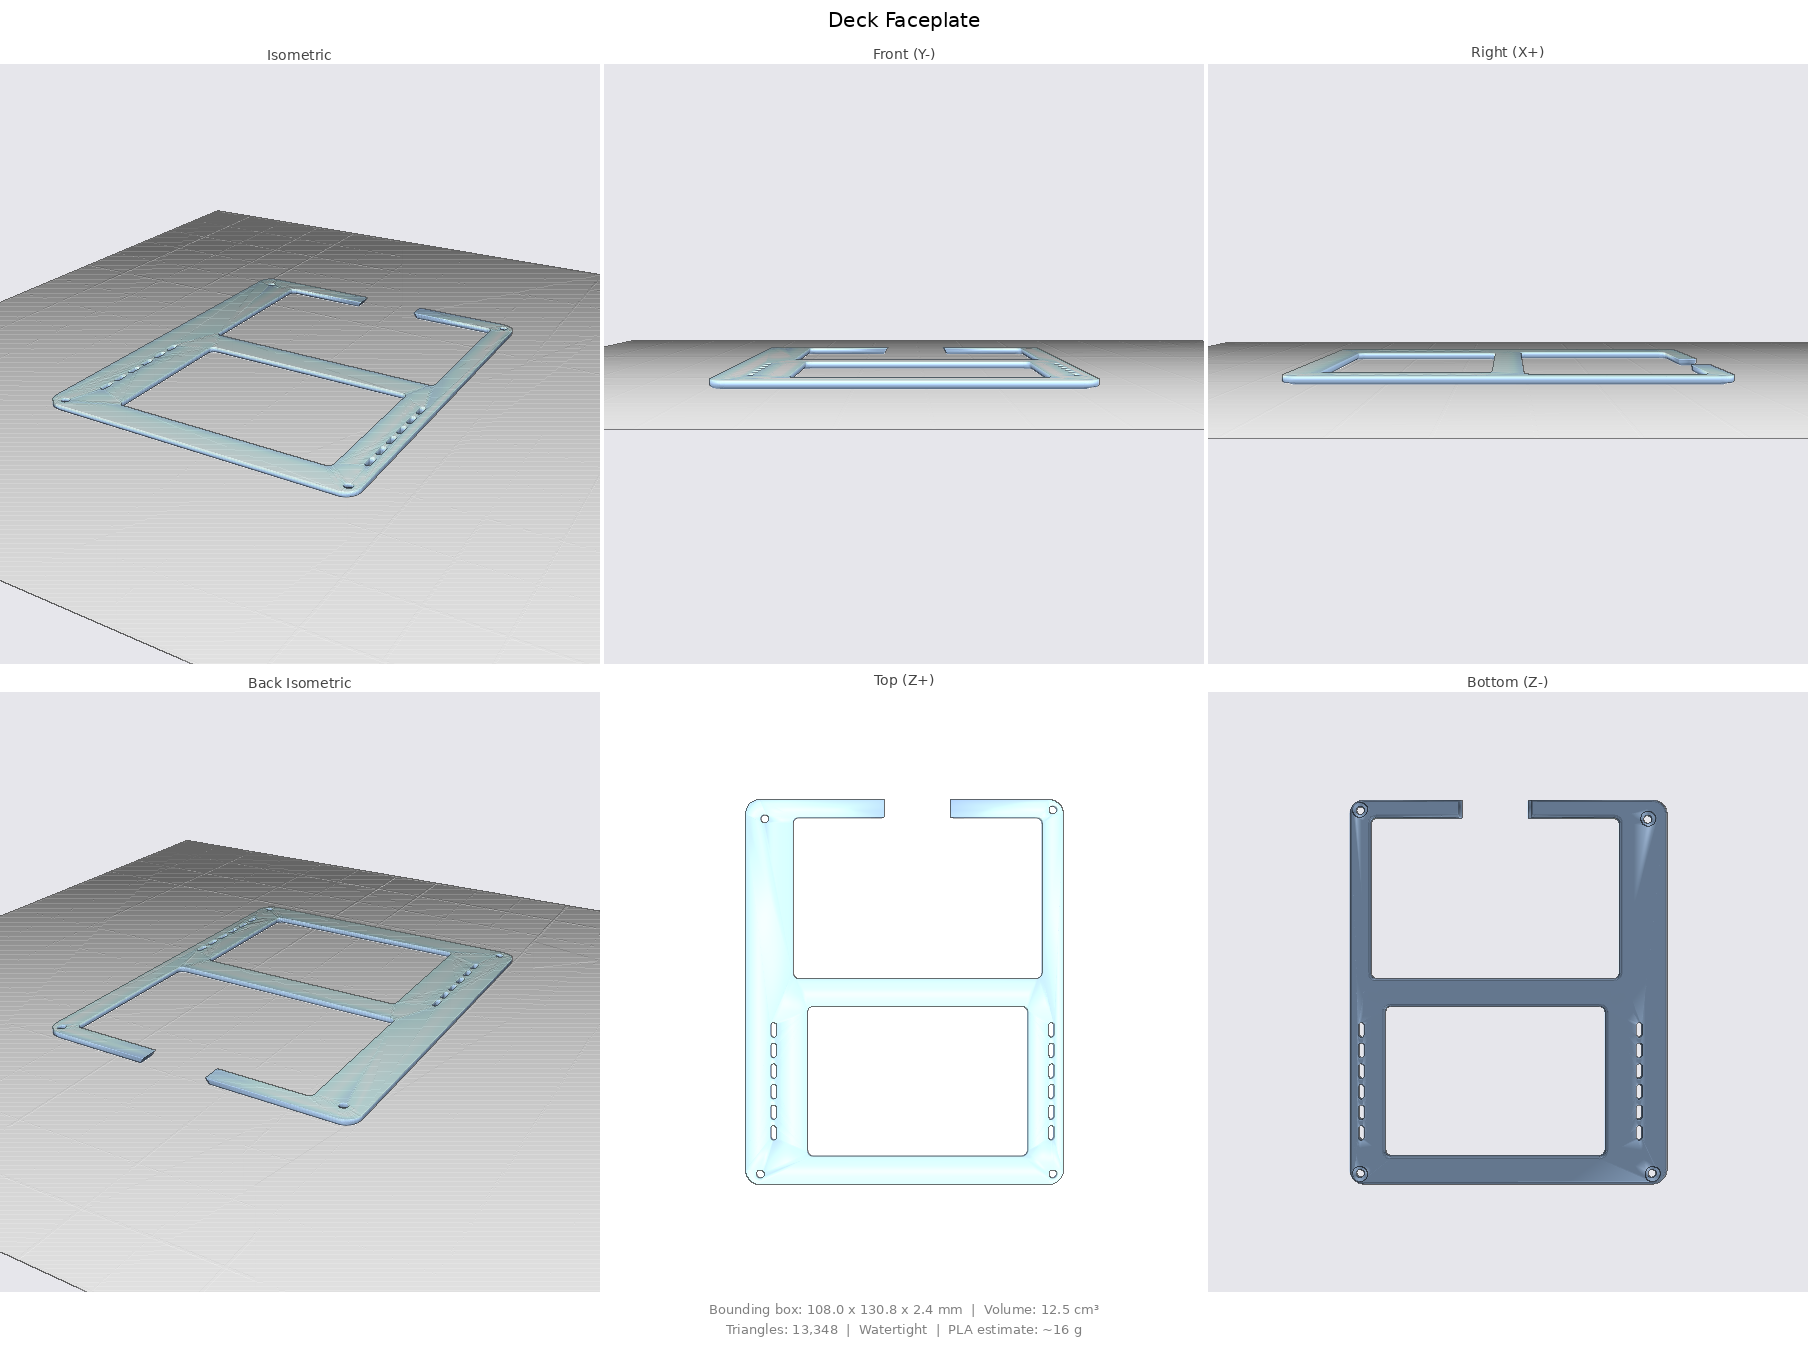 Deck Faceplate
Isometric
Front (Y-)
Right (X+)
Back Isometric
Top (Z+)
Bottom (Z-)
Bounding box: 108.0 x 130.8 x 2.4 mm | Volume: 12.5 cm³
Triangles: 13,348 | Watertight | PLA estimate: ~16 g